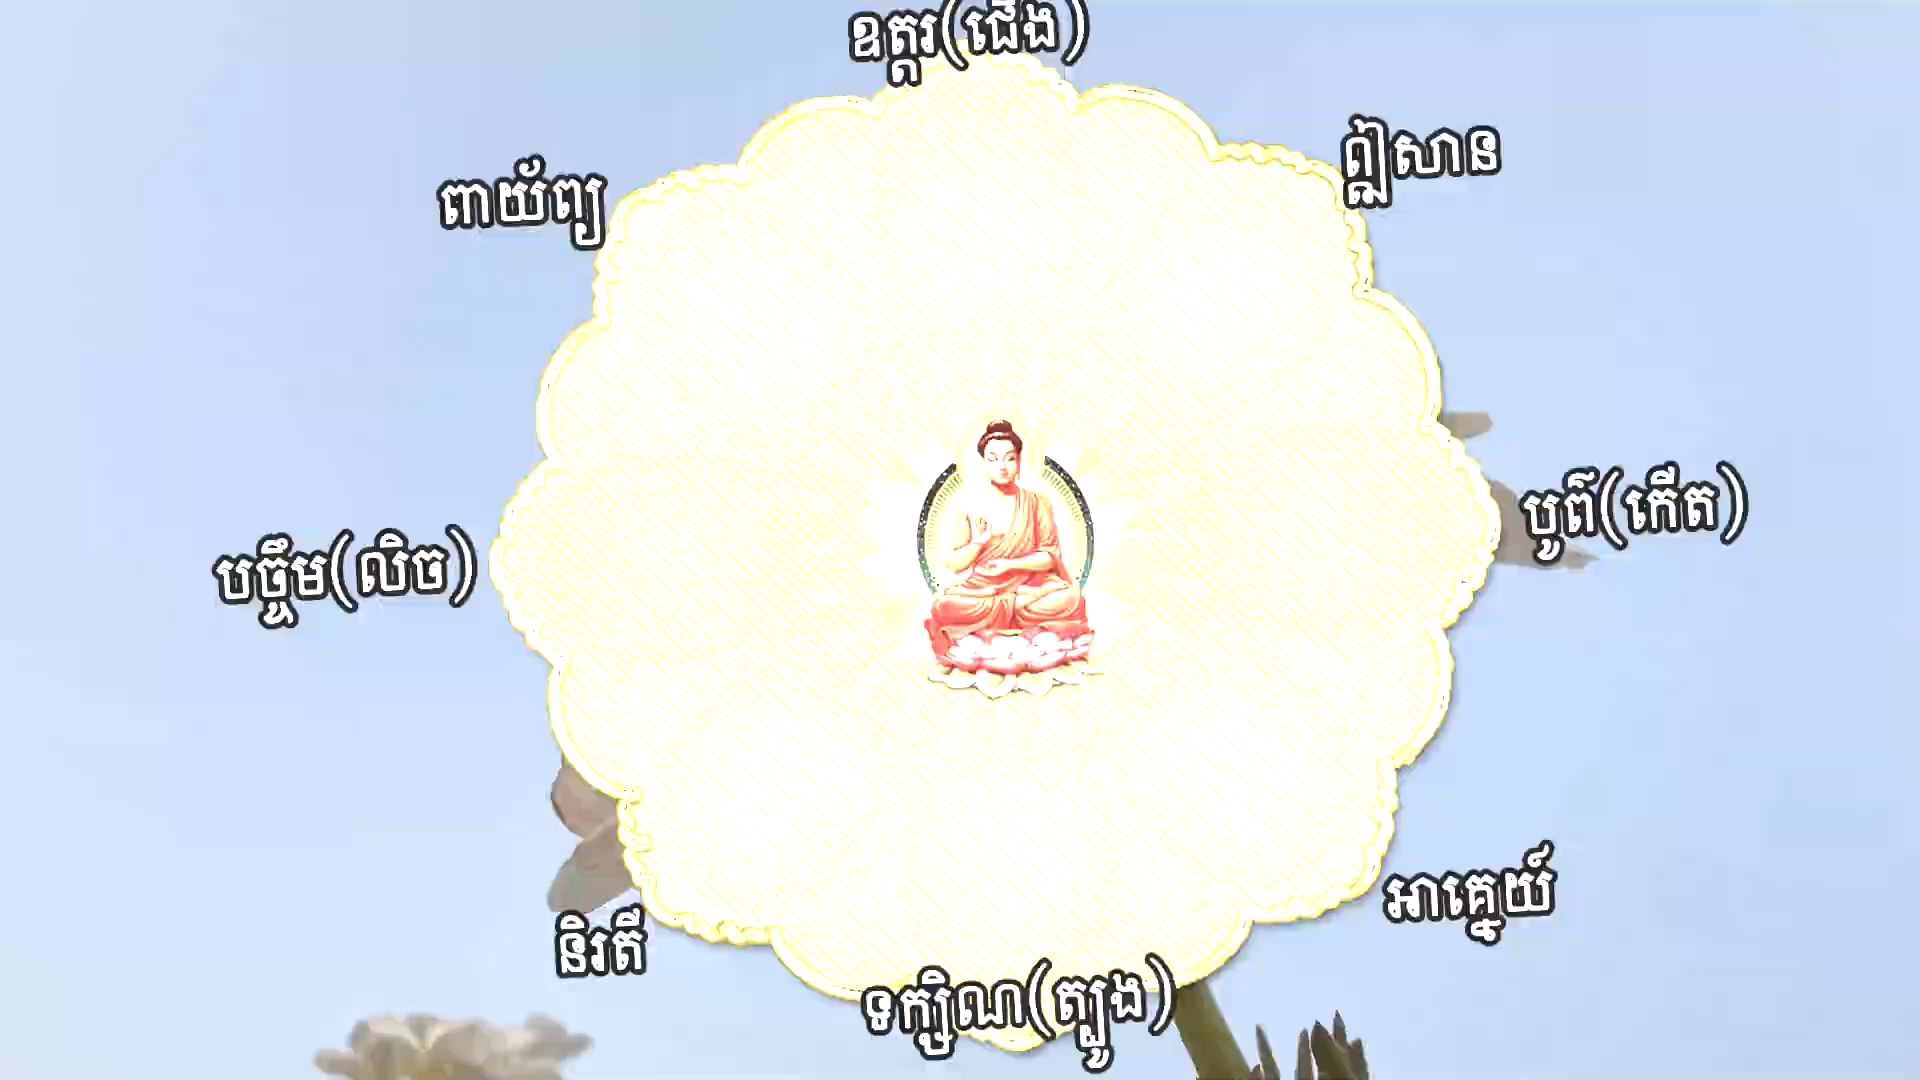 ឧត្តរ(ជើង)
ឦសាន
ពាយ័ព្យ
បូព៌(កើត)
បច្ចឹម(លិច)
អាគ្នេយ៍
និរតី
ទក្សិណ(ត្បូង)